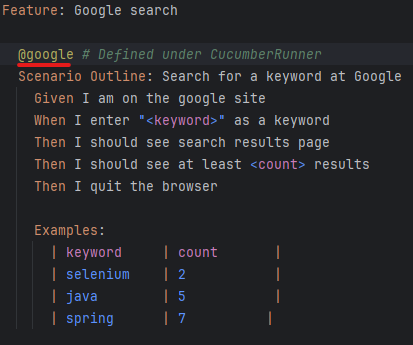 Feature: Google search
@google # Defined under CucumberRunner
Scenario Outline: Search for a keyword at Google
Given I am on the google site
When I enter "<keyword>" as a keyword
Then I should see search results page
Then I should see at least <count> results
Then I quit the browser
Examples:
| keyword | count |
| selenium | 2 |
| java | 5 |
| spring | 7 |